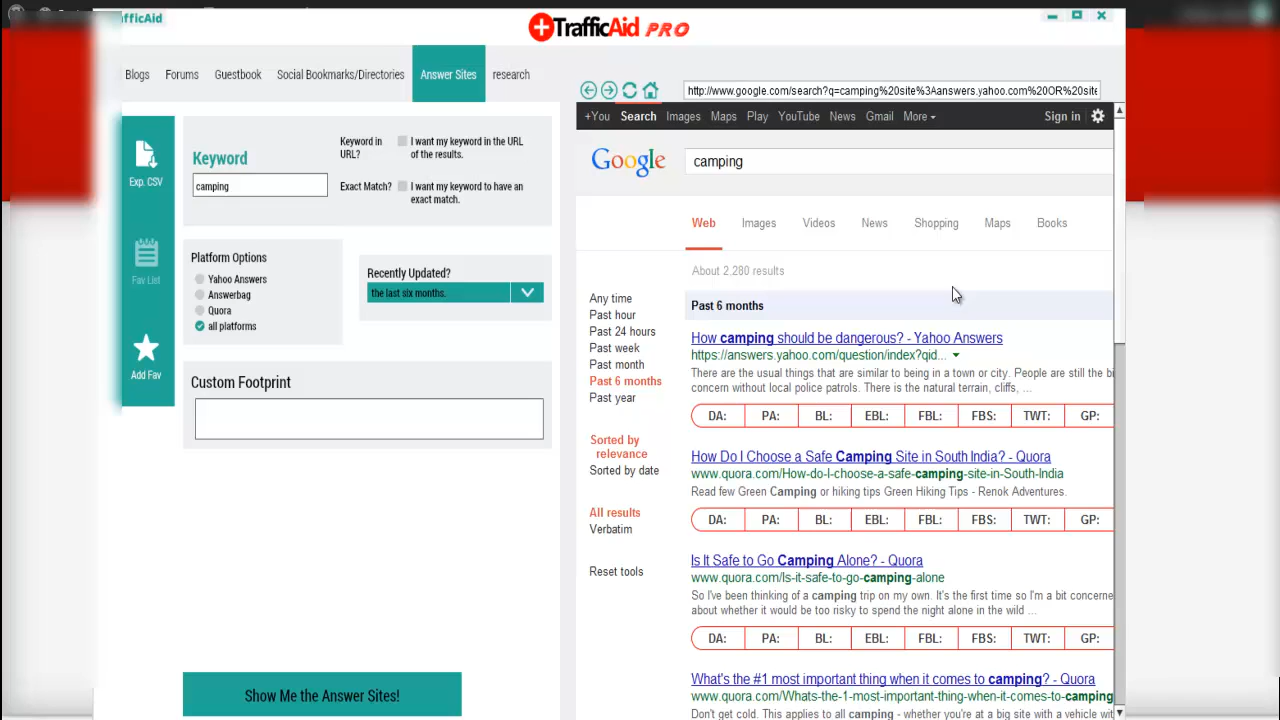 afficAid
TrafficAid PRO
Blogs
Forums
Guestbook
Social Bookmarks/Directories
Answer Sites
research
http://www.google.com/search?q=camping%20site%3Aanswers.yahoo.com%20OR%20site
+You
Search
Images
Maps
Play
YouTube
News
Gmail
More
Sign in
Exp. CSV
Fav List
Add Fav
Keyword
camping
Keyword in
URL?
I want my keyword in the URL
of the results.
Exact Match?
I want my keyword to have an
exact match.
Platform Options
Yahoo Answers
Answerbag
Quora
all platforms
Recently Updated?
the last six months.
Custom Footprint
Show Me the Answer Sites!
Google
camping
Web
Images
Videos
News
Shopping
Maps
Books
About 2,280 results
Any time
Past hour
Past 24 hours
Past week
Past month
Past 6 months
Past year
Sorted by
relevance
Sorted by date
All results
Verbatim
Reset tools
Past 6 months
How camping should be dangerous? - Yahoo Answers
https://answers.yahoo.com/question/index?qid...
There are the usual things that are similar to being in a town or city. People are still the bi
concern without local police patrols. There is the natural terrain, cliffs, ...
DA: PA: BL: EBL: FBL: FBS: TWT: GP:
How Do I Choose a Safe Camping Site in South India? - Quora
www.quora.com/How-do-I-choose-a-safe-camping-site-in-South-India
Read few Green Camping or hiking tips Green Hiking Tips - Renok Adventures.
DA: PA: BL: EBL: FBL: FBS: TWT: GP:
Is It Safe to Go Camping Alone? - Quora
www.quora.com/Is-it-safe-to-go-camping-alone
So I've been thinking of a camping trip on my own. It's the first time so I'm a bit concerne
about whether it would be too risky to spend the night alone in the wild ...
DA: PA: BL: EBL: FBL: FBS: TWT: GP:
What's the #1 most important thing when it comes to camping? - Quora
www.quora.com/Whats-the-1-most-important-thing-when-it-comes-to-camping
Don't get cold. This applies to all camping - whether you're at a big site with a vehicle wit